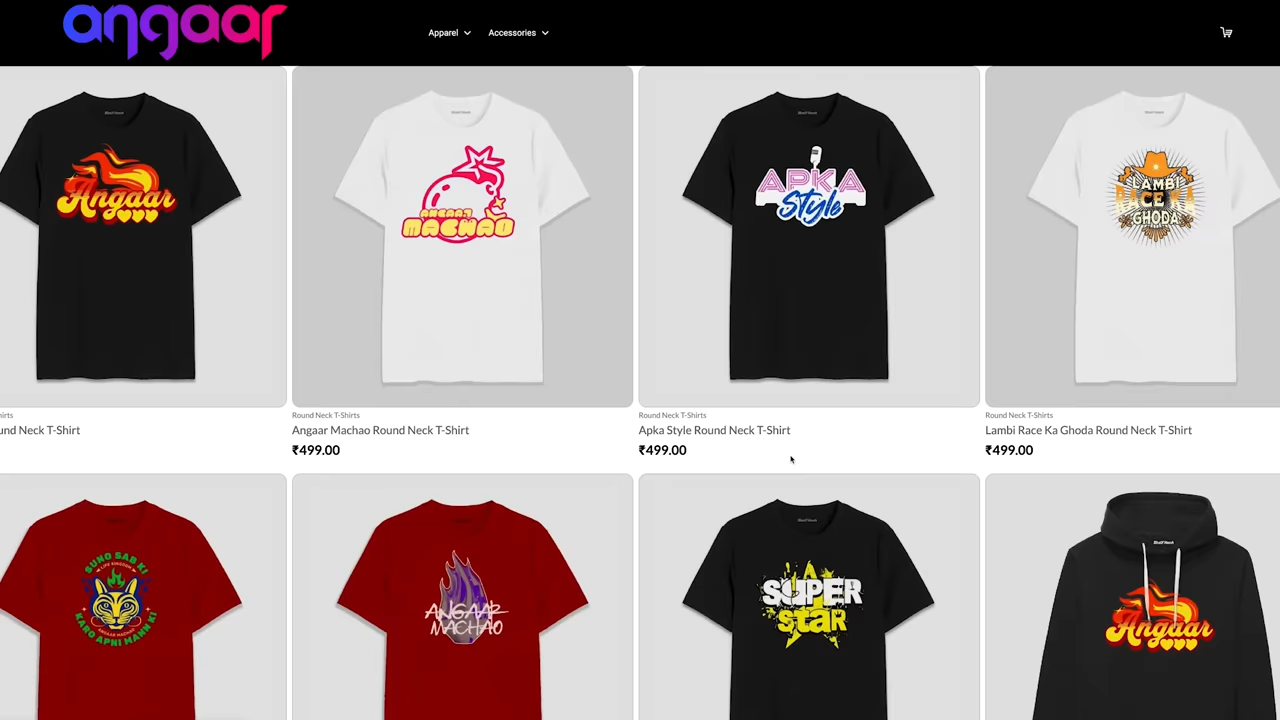 angaar
Apparel
Accessories
Angaar
ANGAAR
MACHAO
APKA
Style
LAMBI
RACE KA
GHODA
irts
und Neck T-Shirt
Round Neck T-Shirts
Angaar Machao Round Neck T-Shirt
₹499.00
Round Neck T-Shirts
Apka Style Round Neck T-Shirt
₹499.00
Round Neck T-Shirts
Lambi Race Ka Ghoda Round Neck T-Shirt
₹499.00
SUNO SAB KI
KARO APNI MANN KI
ANGAAR
MACHAO
SUPER
STAR
Angaar